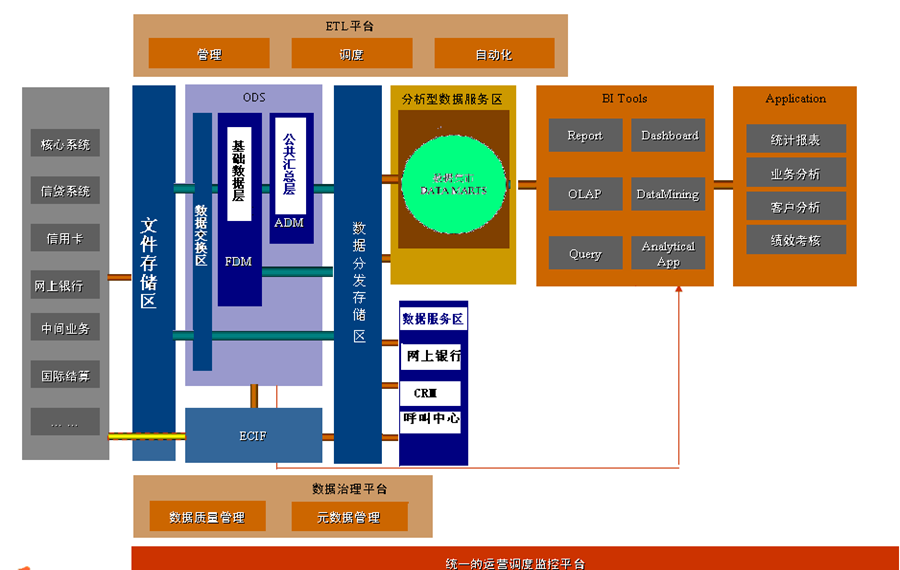 ETL平台
管理
调度
自动化
核心系统
信贷系统
信用卡
网上银行
中间业务
国际结算
... ...
文件存储区
ODS
数据交换区
基础数据层
FDM
公共汇总层
ADM
ECIF
数据分发存储区
分析型数据服务区
DATA MARTS
数据服务区
网上银行
CRM
呼叫中心
BI Tools
Report
Dashboard
OLAP
DataMining
Query
Analytical
App
Application
统计报表
业务分析
客户分析
绩效考核
数据治理平台
数据质量管理
元数据管理
统一的运营调度监控平台